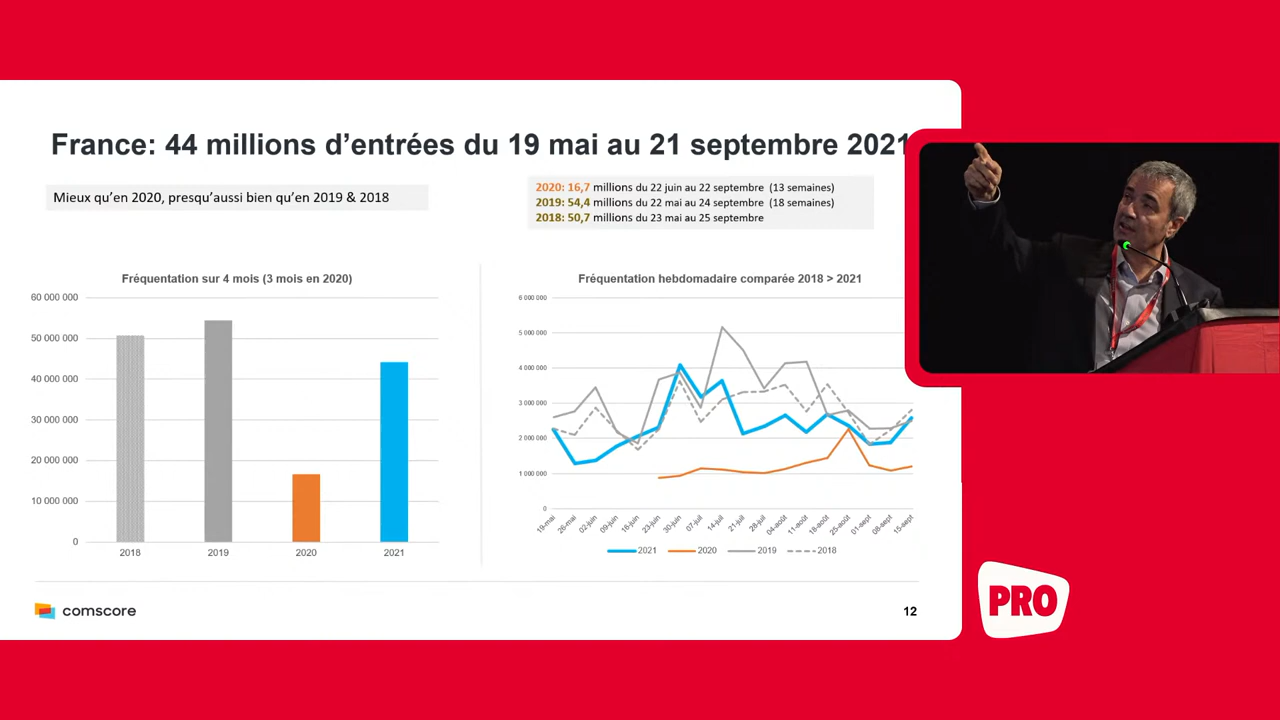 France: 44 millions d'entrées du 19 mai au 21 septembre 2021
Mieux qu'en 2020, presqu'aussi bien qu'en 2019 & 2018
2020: 16,7 millions du 22 juin au 22 septembre (13 semaines)
2019: 54,4 millions du 22 mai au 24 septembre (18 semaines)
2018: 50,7 millions du 23 mai au 25 septembre
Fréquentation sur 4 mois (3 mois en 2020)
60 000 000
50 000 000
40 000 000
30 000 000
20 000 000
10 000 000
0
2018 2019 2020 2021
Fréquentation hebdomadaire comparée 2018 > 2021
6 000 000
5 000 000
4 000 000
3 000 000
2 000 000
1 000 000
0
19-mai 26-mai 02-juin 09-juin 16-juin 23-juin 30-juin 07-juil 14-juil 21-juil 28-juil 04-août 11-août 18-août 25-août 01-sept 08-sept 15-sept
2021 2020 2019 2018
comscore
12
PRO